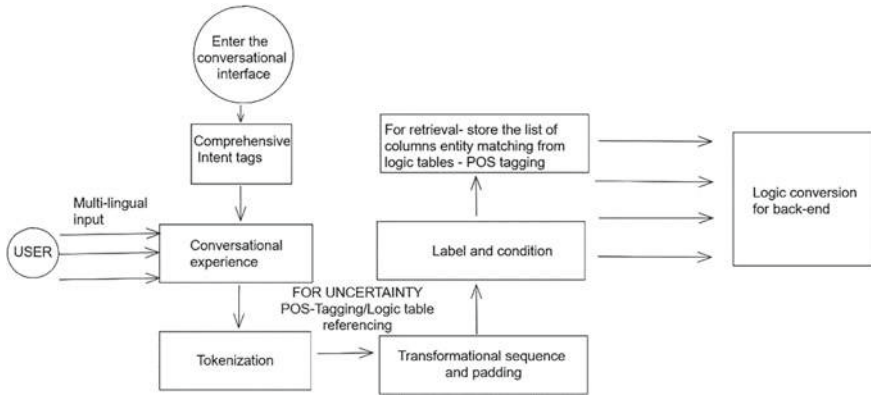 Enter the
conversational
interface
Comprehensive
Intent tags
Multi-lingual
input
USER
Conversational
experience
Tokenization
FOR UNCERTAINTY
POS-Tagging/Logic table
referencing
Transformational sequence
and padding
Label and condition
For retrieval- store the list of
columns entity matching from
logic tables - POS tagging
Logic conversion
for back-end